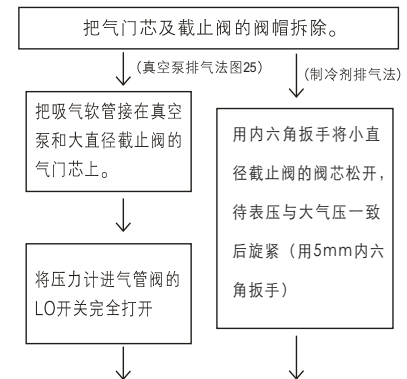 把气门芯及截止阀的阀帽拆除。
(真空泵排气法图25)
(制冷剂排气法)
把吸气软管接在真空
泵和大直径截止阀的
气门芯上。
用内六角扳手将小直
径截止阀的阀芯松开，
待表压与大气压一致
后旋紧（用5mm内六
角扳手）
将压力计进气管阀的
LO开关完全打开